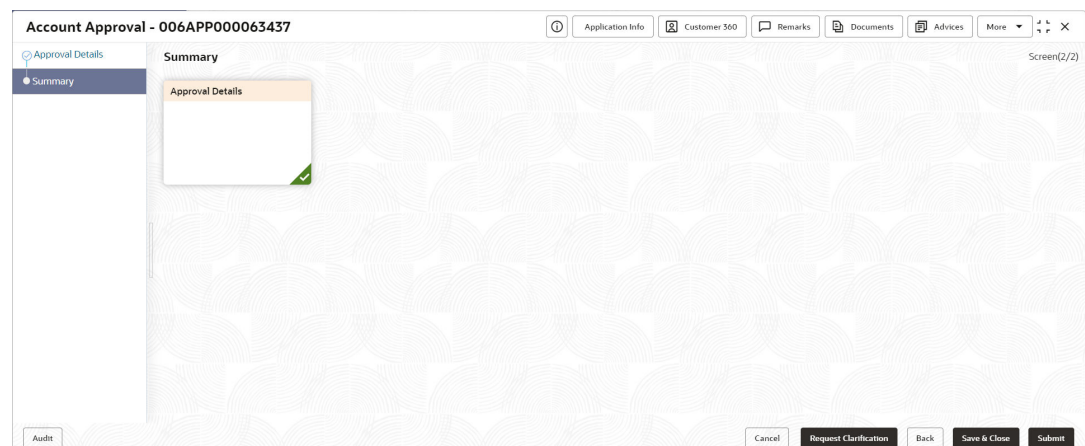 Account Approval - 006APP000063437
Application Info
Customer 360
Remarks
Documents
Advices
More
Approval Details
Summary
Summary
Screen(2/2)
Approval Details
Audit
Cancel
Request Clarification
Back
Save & Close
Submit